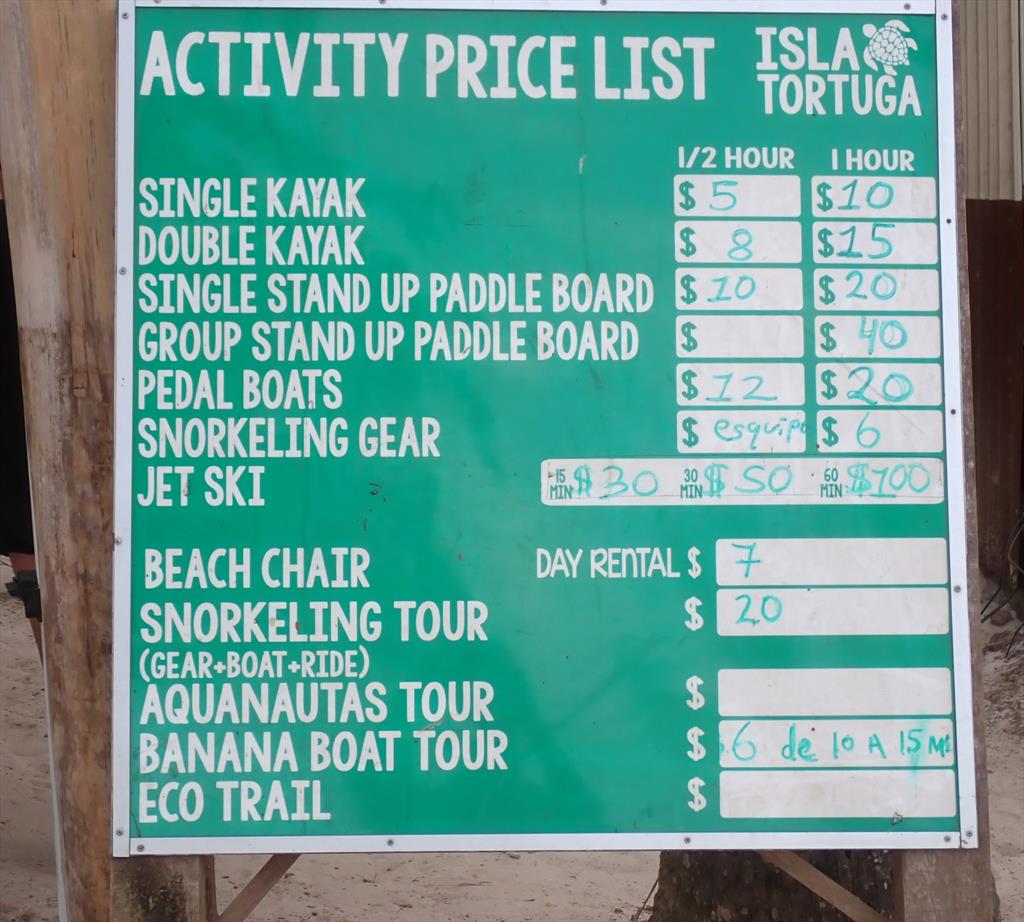 ACTIVITY PRICE LIST
ISLA
TORTUGA
1/2 HOUR 1 HOUR
SINGLE KAYAK $ 5 $ 10
DOUBLE KAYAK $ 8 $ 15
SINGLE STAND UP PADDLE BOARD $ 10 $ 20
GROUP STAND UP PADDLE BOARD $ $ 40
PEDAL BOATS $ 12 $ 20
SNORKELING GEAR $ esquipo $ 6
JET SKI 15 MIN $30 30 MIN $50 60 MIN $100
BEACH CHAIR DAY RENTAL $ 7
SNORKELING TOUR $ 20
(GEAR+BOAT+RIDE)
AQUANAUTAS TOUR $
BANANA BOAT TOUR $ 6 de 10 A 15
ECO TRAIL $